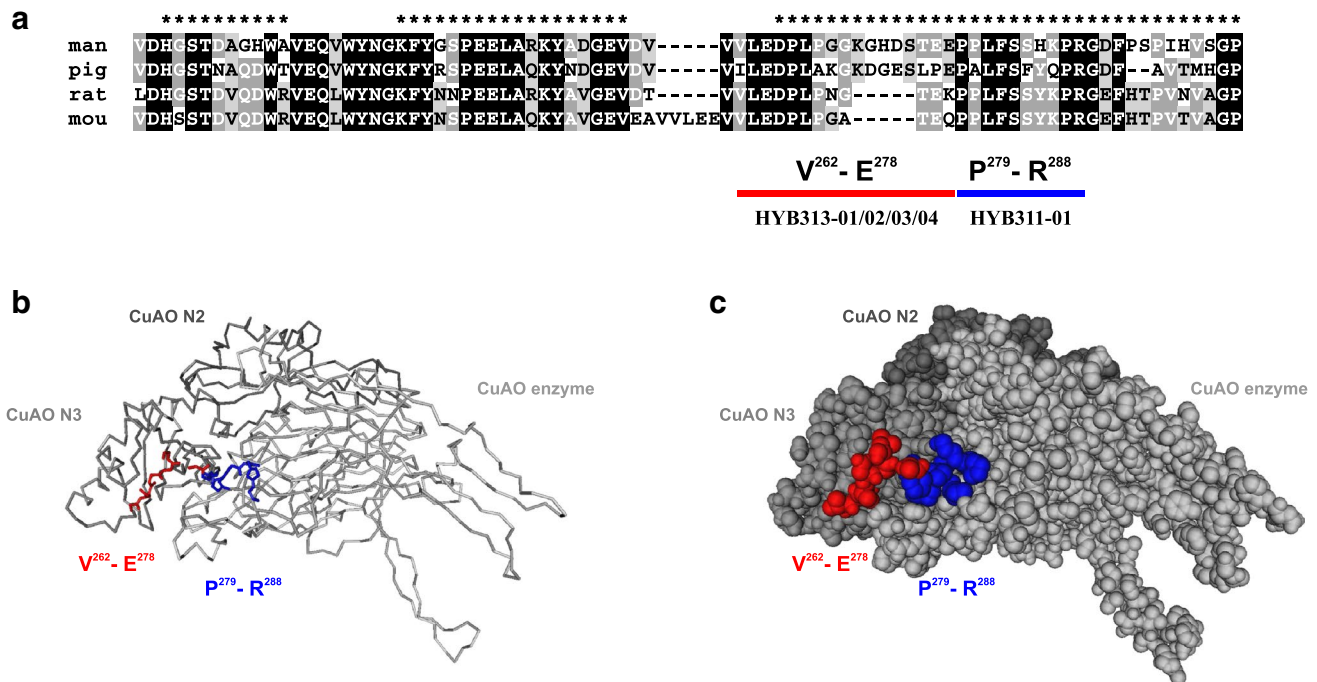 a
********** ****************** ************************************
man VDHGSTDAGHWAVEQVWYNGKFYGSPEELARKYADGEVDV-----VVLEDPLPGGKGHDSTEEPPLFSSHKPRGDFPSPIHVSGP
pig VDHGSTNAQDWTVEQVWYNGKFYRSPEELAQKYNDGEVDV-----VILEDPLAKGKDGESLPEPALFSFYQPRGDF--AVTMHGP
rat LDHGSTDVQDWRVEQLWYNGKFYNNPEELARKYAVGEVDT-----VVLEDPLPNG-----TEKPPLFSSYKPRGEFHTPVNVAGP
mou VDHSSTDVQDWRVEQLWYNGKFYNSPEELAQKYAVGEVEAVVLEEVVLEDPLPGA-----TEQPPLFSSYKPRGEFHTPVTVAGP
V262- E278 P279- R288
HYB313-01/02/03/04 HYB311-01
b
CuAO N2
CuAO N3
CuAO enzyme
V262- E278
P279- R288
c
CuAO N2
CuAO N3
CuAO enzyme
V262- E278
P279- R288